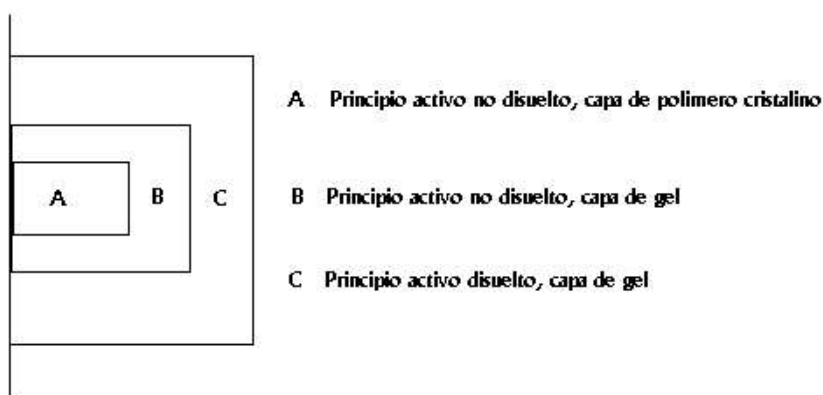 A Principio activo no disuelto, capa de polimero cristalino
A B C B Principio activo no disuelto, capa de gel
C Principio activo disuelto, capa de gel